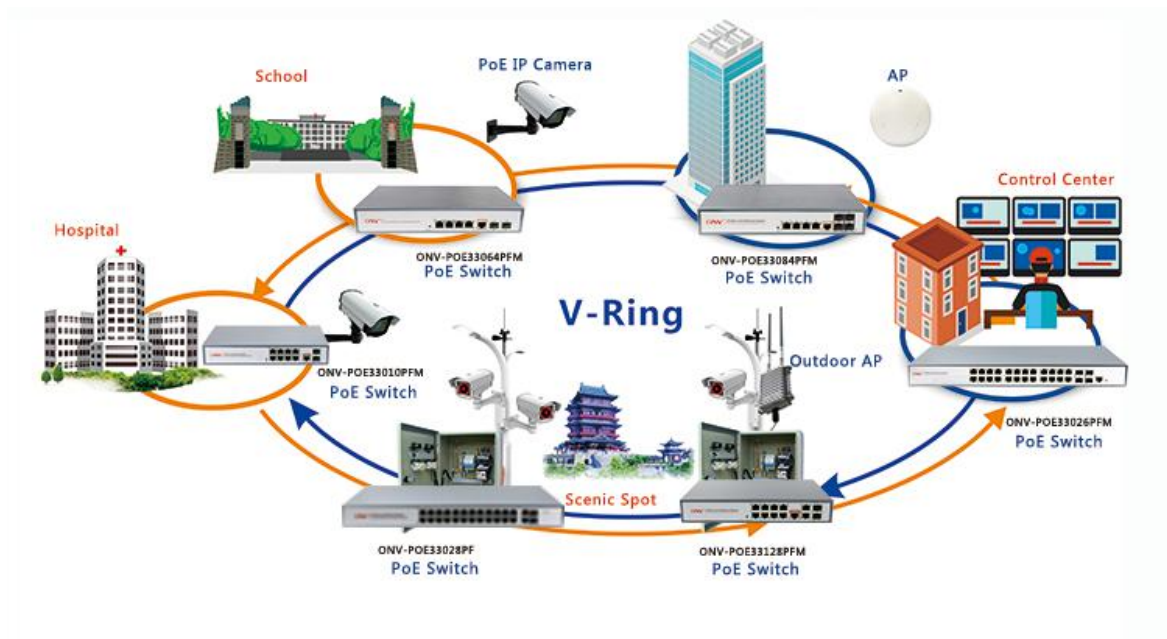 PoE IP Camera
School
AP
Control Center
Hospital
ONV-POE33064PFM
PoE Switch
ONV-POE33084PFM
PoE Switch
V-Ring
Outdoor AP
ONV-POE33010PFM
PoE Switch
ONV-POE33026PFM
PoE Switch
Scenic Spot
ONV-POE33028PF
PoE Switch
ONV-POE33128PFM
PoE Switch